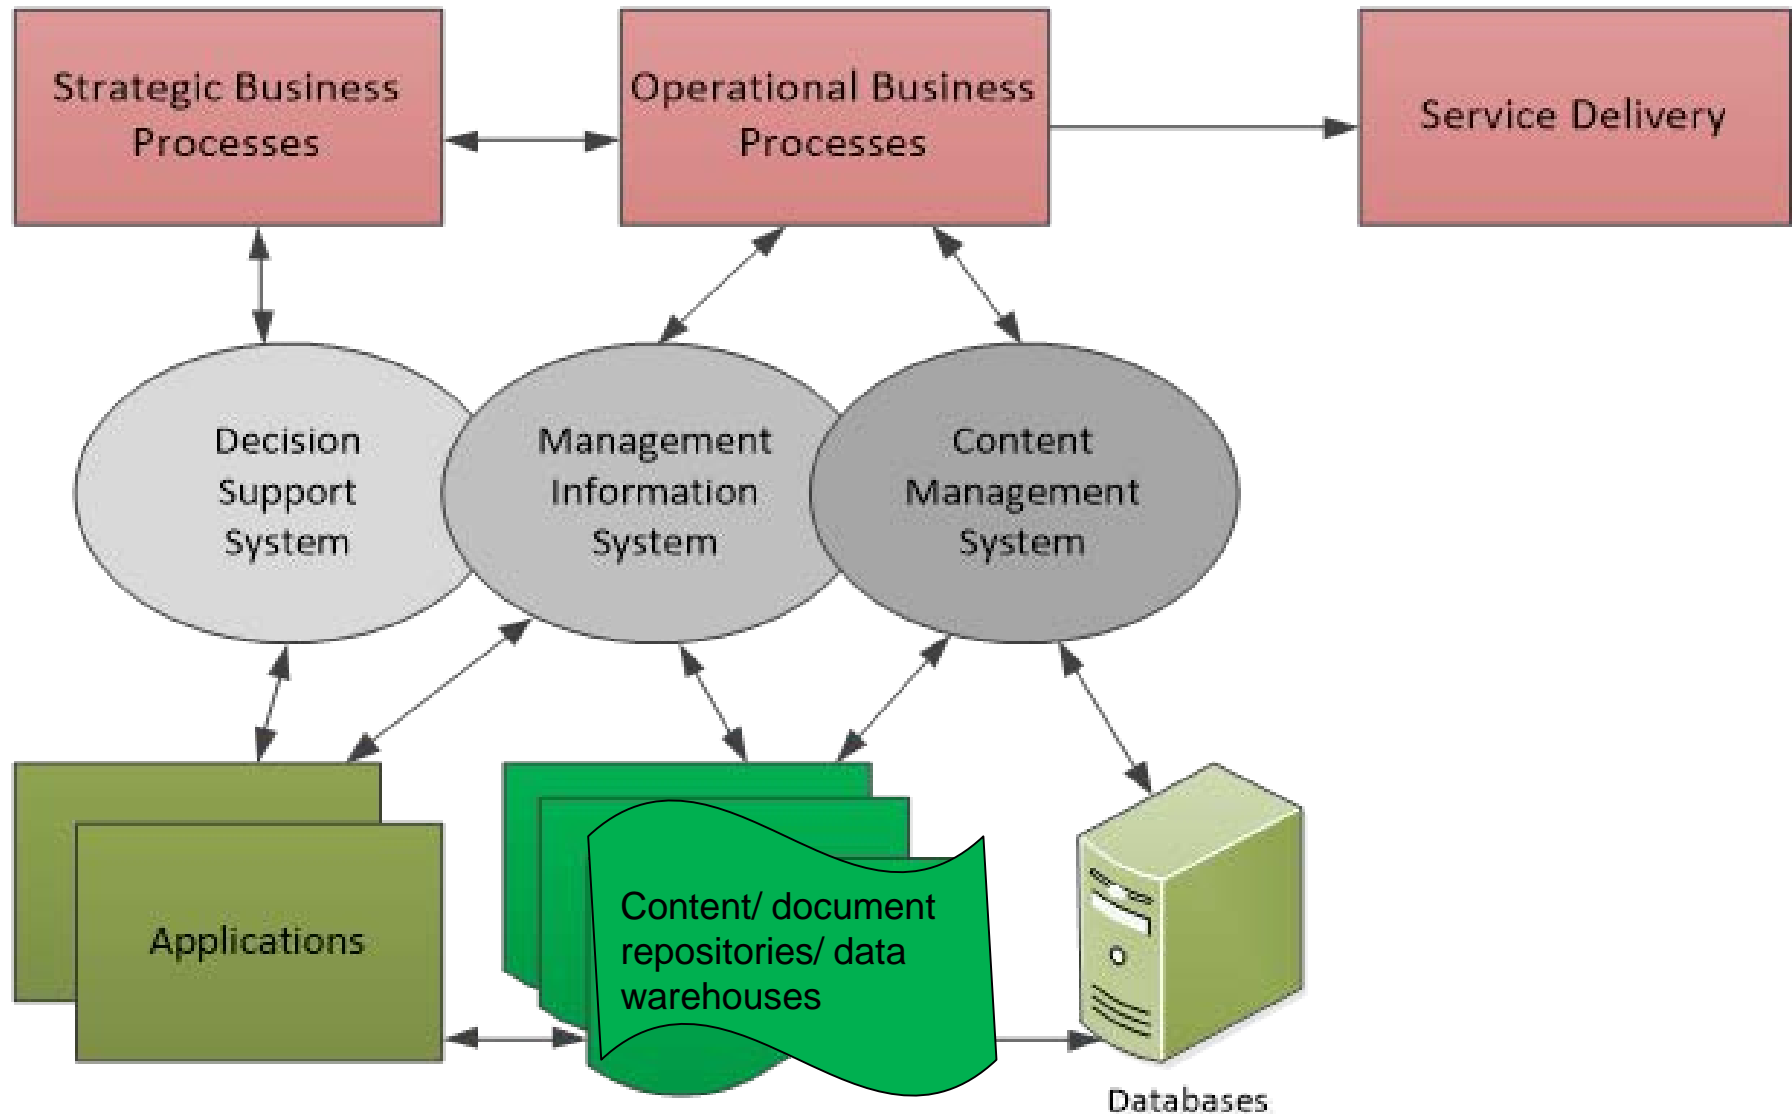 Strategic Business
Processes
Operational Business
Processes
Service Delivery
Decision
Support
System
Management
Information
System
Content
Management
System
Applications
Content/ document
repositories/ data
warehouses
Databases